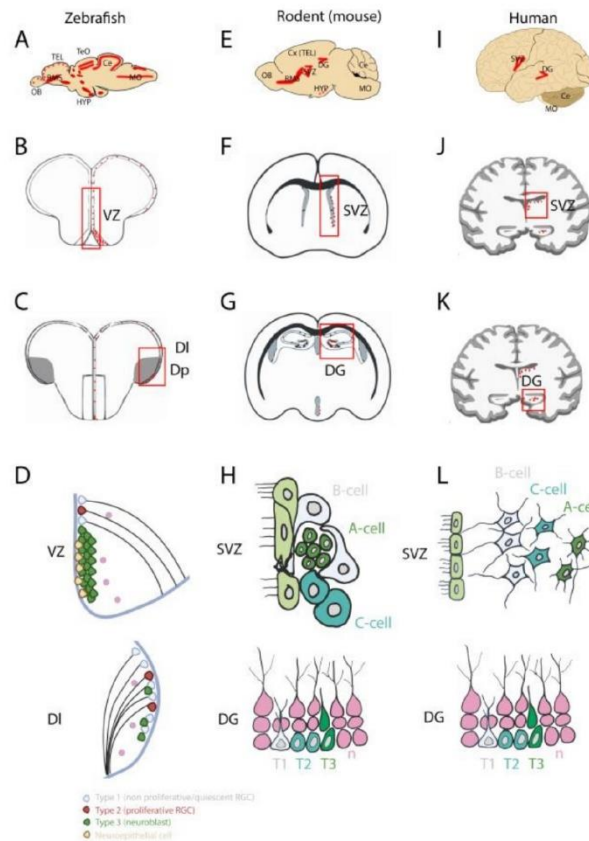 Zebrafish
Rodent (mouse)
Human
A
TEL
TeO
Ce
RMS
OB
HYP
MO
E
Cx (TEL)
OB
HYP
Ce
MO
I
SVZ
DG
Ce
MO
B
VZ
F
SVZ
J
SVZ
C
Dl
Dp
G
DG
K
DG
D
VZ
H
B-cell
A-cell
SVZ
C-cell
L
B-cell
C-cell
A-ce
SVZ
Dl
DG
T1 T2 T3 n
DG
T1 T2 T3
Type 1 (non proliferative/quiescent RGC)
Type 2 (proliferative RGC)
Type 3 (neuroblast)
Neuroepithelial cell